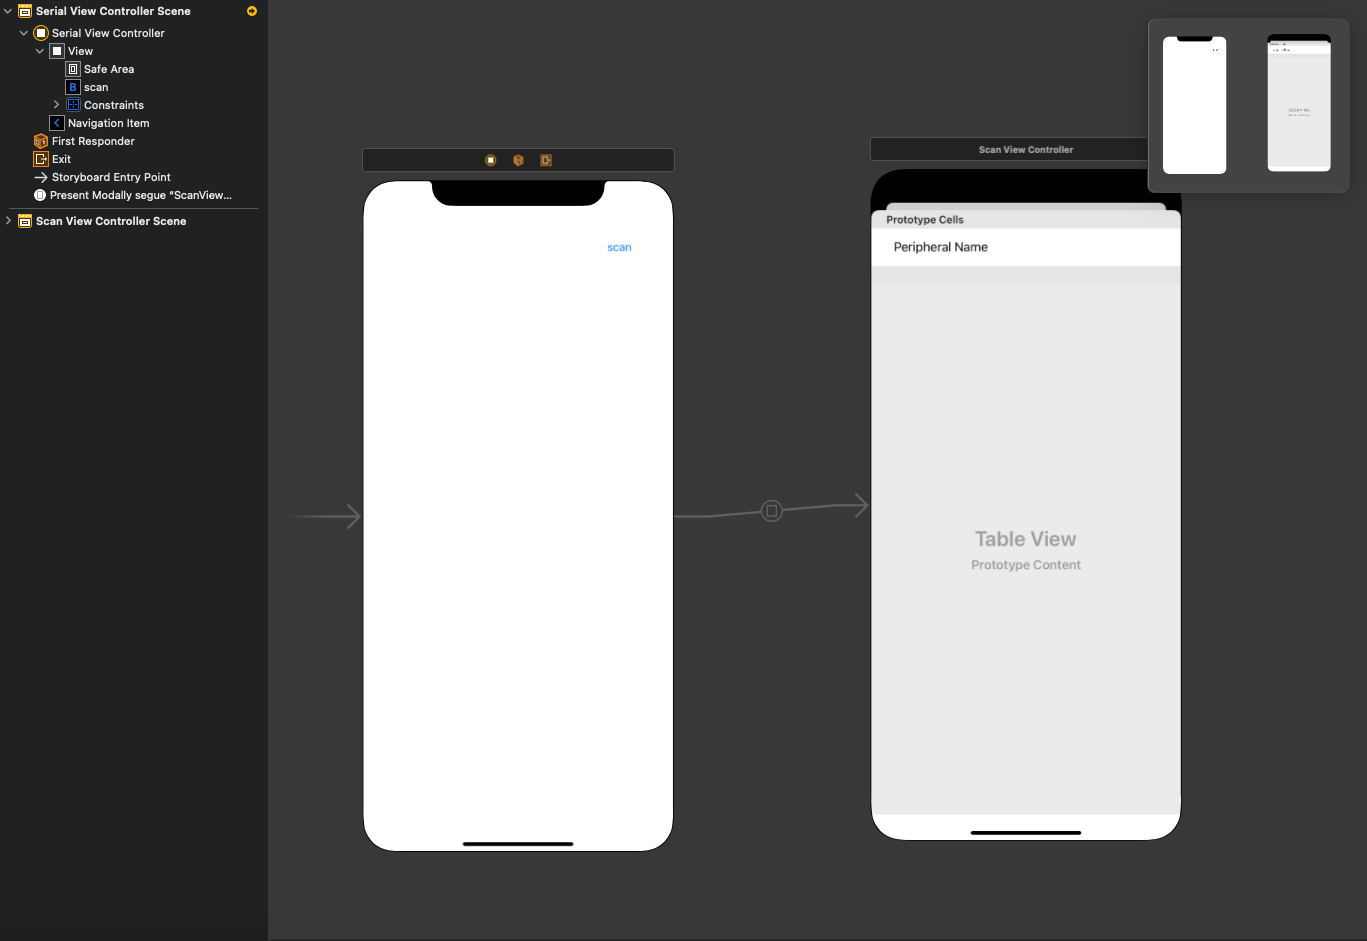 Serial View Controller Scene
Serial View Controller
View
Safe Area
B scan
Constraints
Navigation Item
First Responder
Exit
Storyboard Entry Point
Present Modally segue “ScanView...
Scan View Controller Scene
scan
Scan View Controller
Prototype Cells
Peripheral Name
Table View
Prototype Content